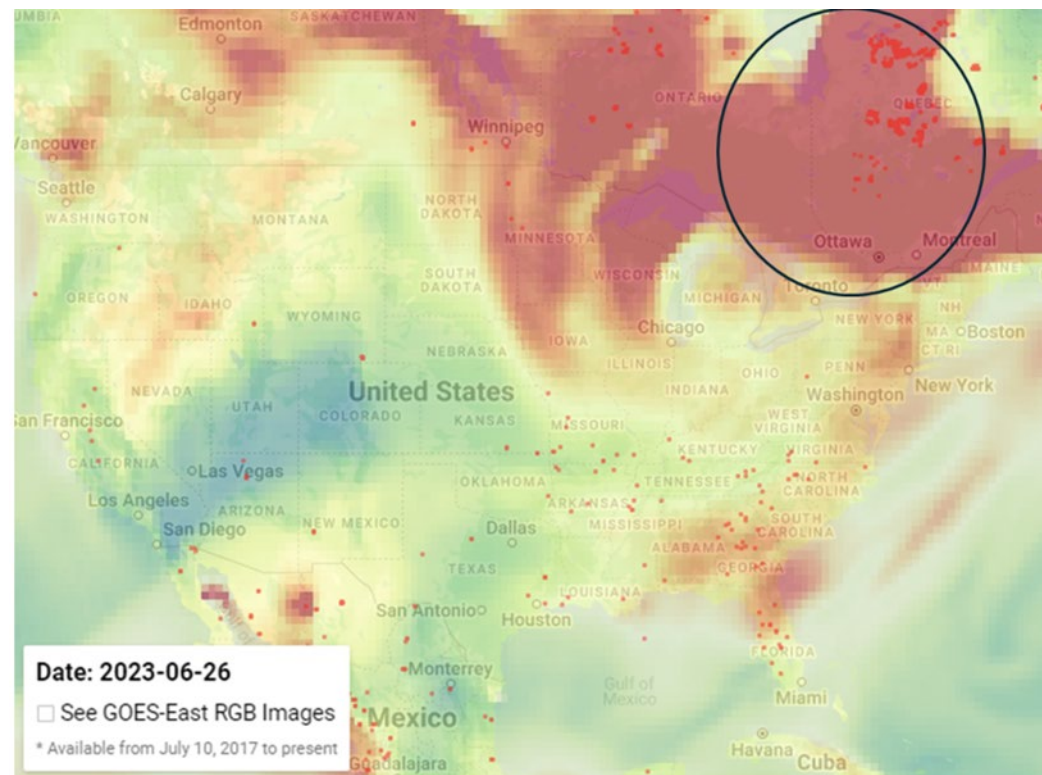 UMBIA
Edmonton
SASKATCHEWAN
Calgary
ONTARIO
QUEBEC
Winnipeg
Vancouver
Seattle
WASHINGTON
MONTANA
NORTH
DAKOTA
MINNESOTA
Ottawa
Montreal
MAINE
OREGON
IDAHO
SOUTH
DAKOTA
WISCONSIN
MICHIGAN
Toronto
VT
NH
WYOMING
Chicago
NEW YORK
MA
Boston
CT RI
NEBRASKA
IOWA
ILLINOIS
INDIANA
OHIO
PENN
New York
NEVADA
UTAH
United States
COLORADO
KANSAS
MISSOURI
WEST
VIRGINIA
Washington
San Francisco
CALIFORNIA
Las Vegas
KENTUCKY
VIRGINIA
OKLAHOMA
TENNESSEE
NORTH
CAROLINA
Los Angeles
ARIZONA
NEW MEXICO
ARKANSAS
San Diego
Dallas
MISSISSIPPI
SOUTH
CAROLINA
ALABAMA
TEXAS
GEORGIA
San Antonio
Houston
LOUISIANA
FLORIDA
Monterrey
Gulf of
Mexico
Miami
Mexico
Havana
Cuba
Guadalajara
Date: 2023-06-26
See GOES-East RGB Images
* Available from July 10, 2017 to present